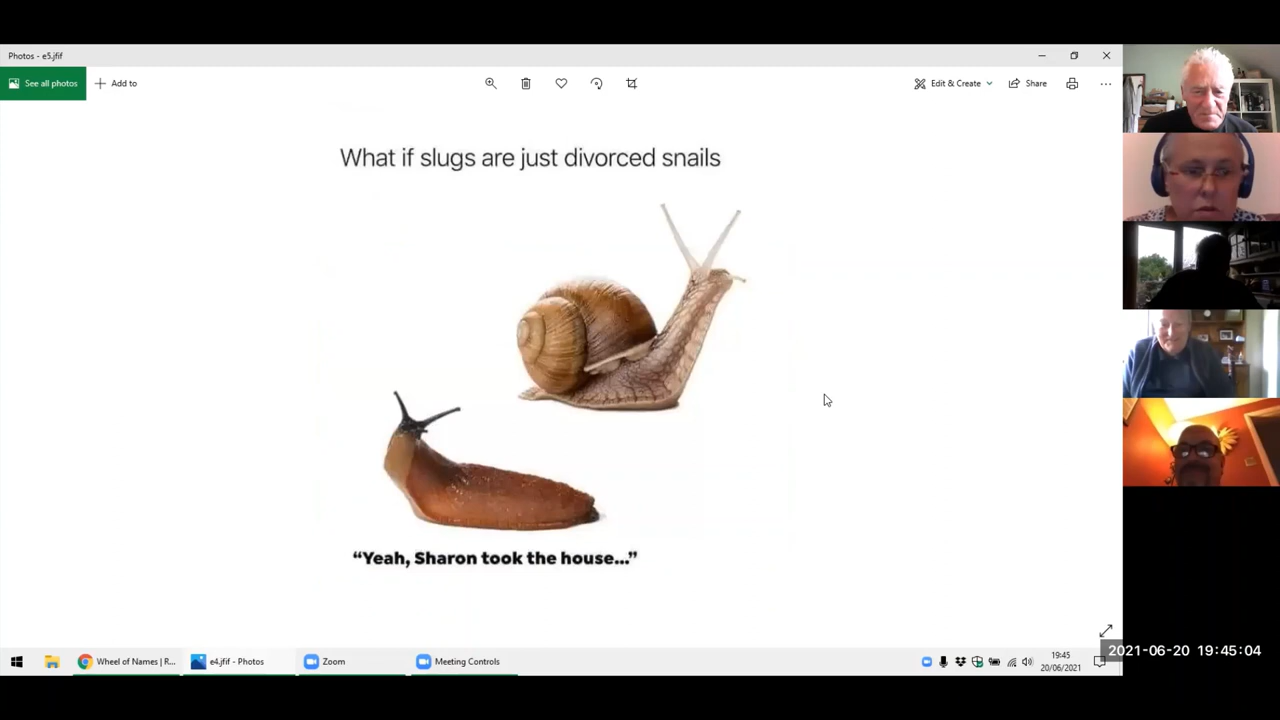 Photos - e5.jfif
See all photos
Add to
Edit & Create
Share
What if slugs are just divorced snails
“Yeah, Sharon took the house...”
Wheel of Names | R...
e4.jfif - Photos
Zoom
Meeting Controls
19:45
20/06/2021
2021-06-20 19:45:04